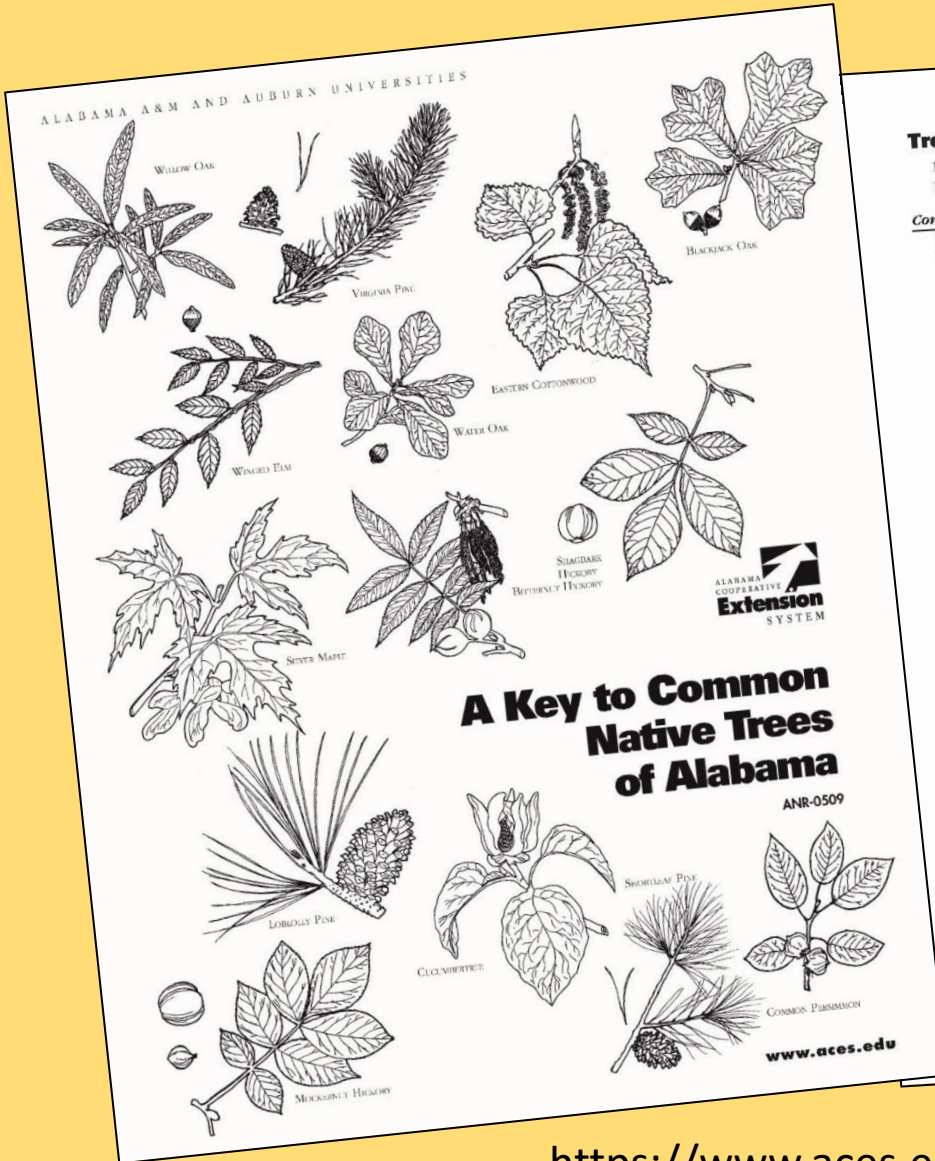 ALABAMA A&M AND AUBURN UNIVERSITIES
WILLOW OAK
VIRGINIA PINE
BLACKJACK OAK
EASTERN COTTONWOOD
WATER OAK
WINGED ELM
SHAGBARK
HICKORY
BITTERNUT HICKORY
ALABAMA
COOPERATIVE
Extension
SYSTEM
SILVER MAPLE
A Key to Common
Native Trees
of Alabama
ANR-0509
LOBLOLLY PINE
CUCUMBERTREE
SHORTLEAF PINE
COMMON PERSIMMON
MOCKERNUT HICKORY
www.aces.edu
Tre
Con